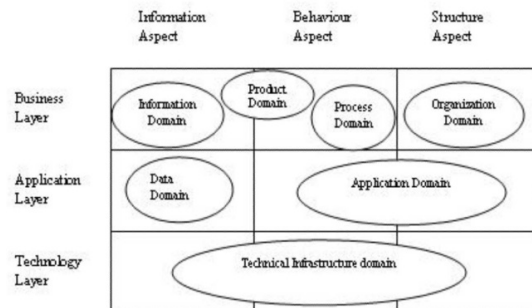 Information
Aspect
Behaviour
Aspect
Structure
Aspect
Business
Layer
Information
Domain
Product
Domain
Process
Domain
Organization
Domain
Application
Layer
Data
Domain
Application Domain
Technology
Layer
Technical Infrastructure domain